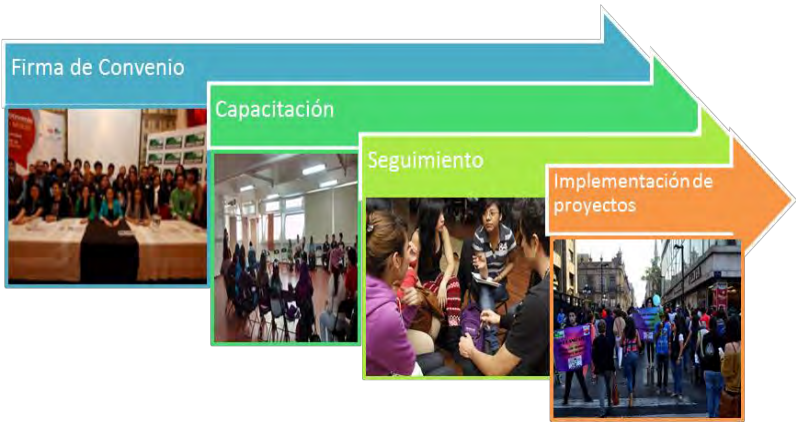 Firma de Convenio
Capacitación
Seguimiento
Implementación de
proyectos